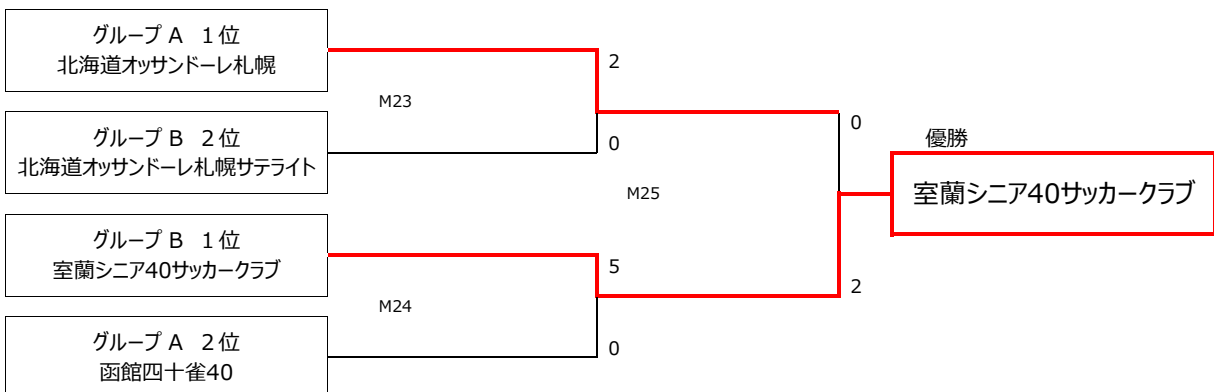 グループ A　1位
北海道オッサンドーレ札幌
2
M23
グループ B　2位
北海道オッサンドーレ札幌サテライト
0
0
優勝
室蘭シニア40サッカークラブ
M25
グループ B　1位
室蘭シニア40サッカークラブ
5
2
M24
グループ A　2位
函館四十雀40
0